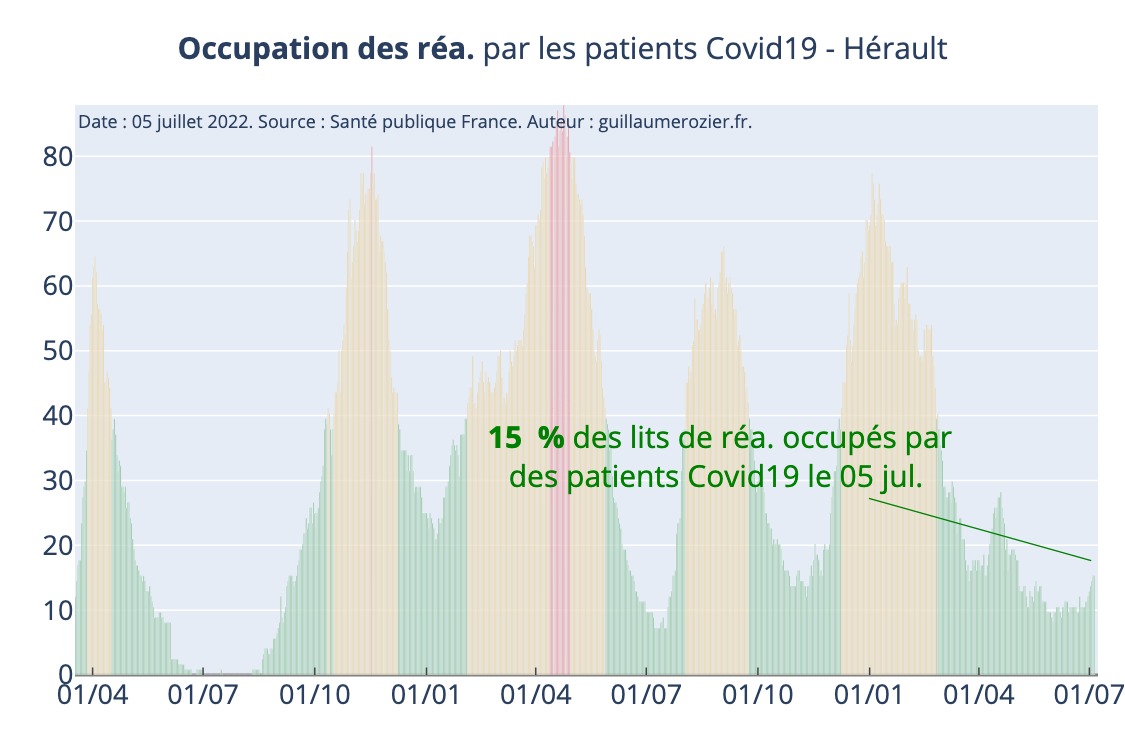 Occupation des réa. par les patients Covid19 - Hérault
Date : 05 juillet 2022. Source : Santé publique France. Auteur : guillaumerozier.fr.
80
70
60
50
40
30
20
10
0
15 % des lits de réa. occupés par
des patients Covid19 le 05 jul.
01/04 01/07 01/10 01/01 01/04 01/07 01/10 01/01 01/04 01/07